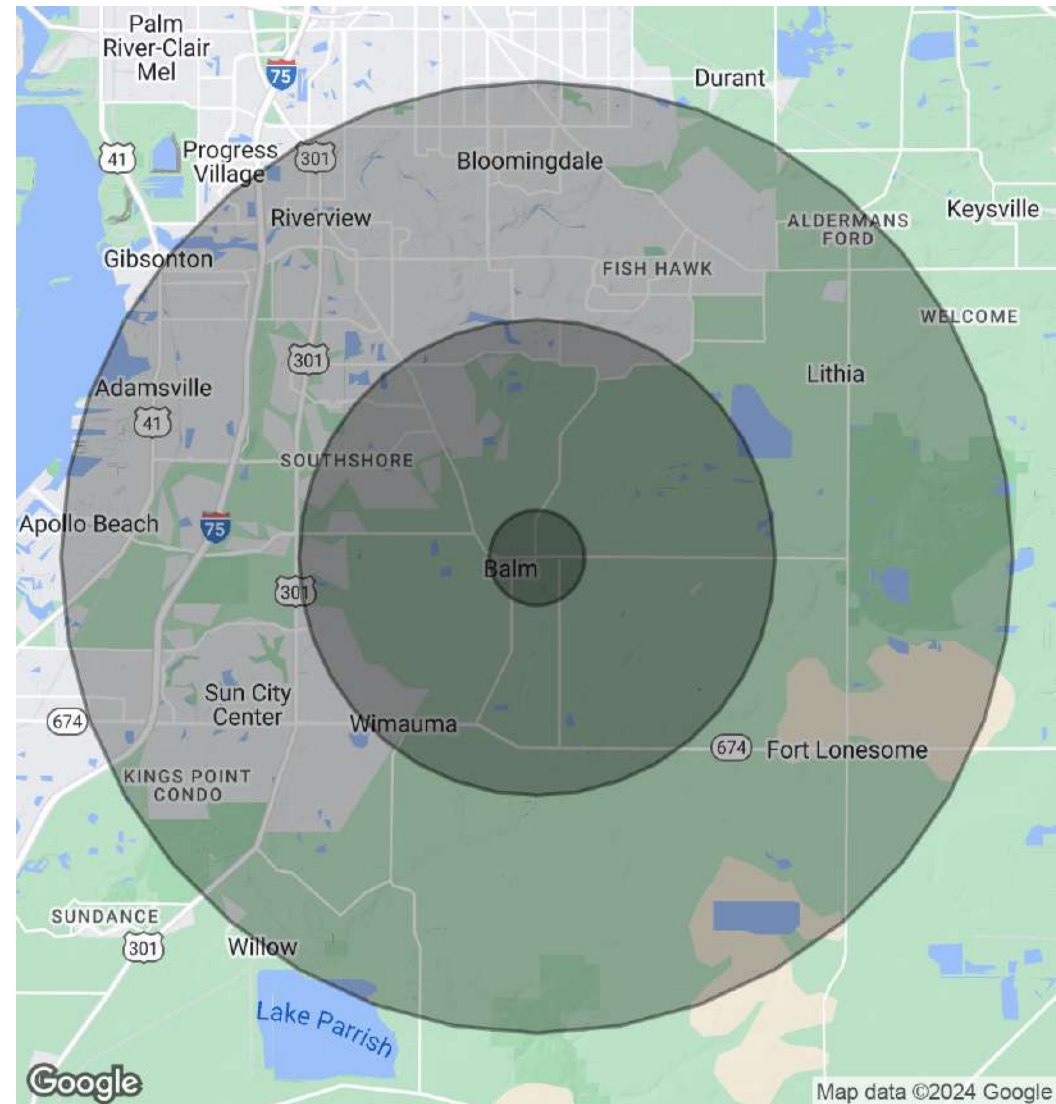 Palm
River-Clair
Mel
75
Durant
41
Progress
Village
301
Bloomingdale
Riverview
Keysville
ALDERMANS
FORD
Gibsonton
FISH HAWK
WELCOME
301
Lithia
Adamsville
41
SOUTHSHORE
Apollo Beach
75
Balm
301
Sun City
Center
674
Wimauma
674
Fort Lonesome
KINGS POINT
CONDO
SUNDANCE
301
Willow
Lake Parrish
Google
Map data ©2024 Google